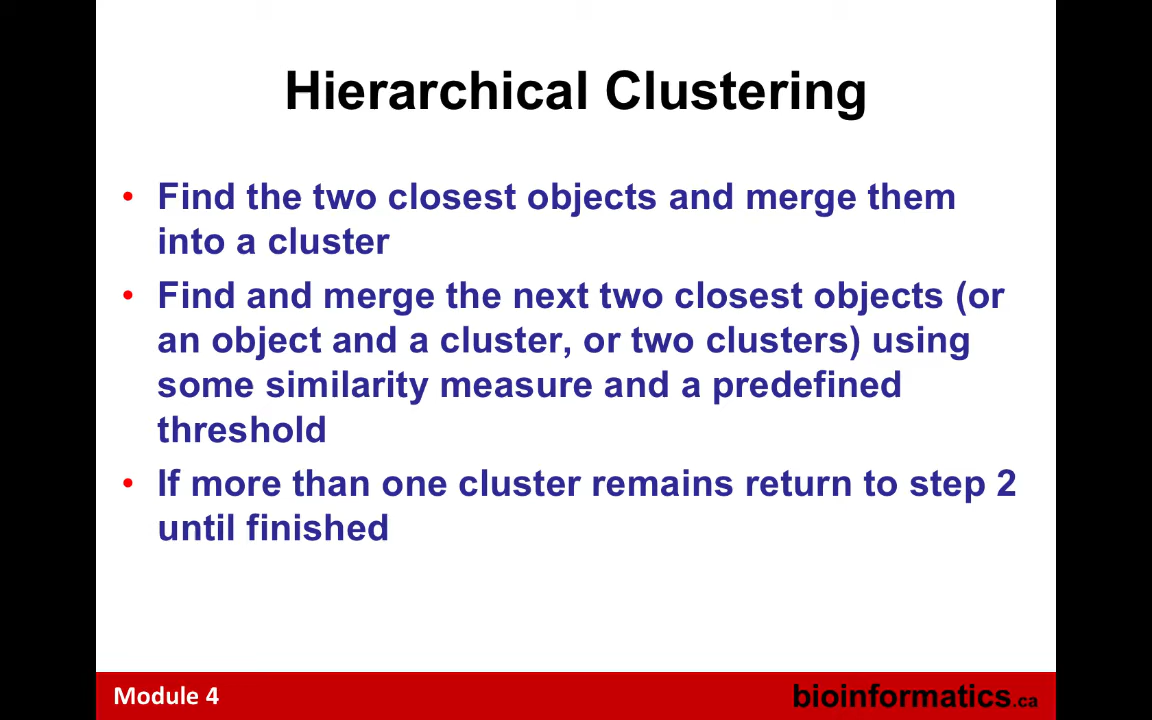 Hierarchical Clustering
• Find the two closest objects and merge them
into a cluster
• Find and merge the next two closest objects (or
an object and a cluster, or two clusters) using
some similarity measure and a predefined
threshold
• If more than one cluster remains return to step 2
until finished
Module 4
bioinformatics.ca